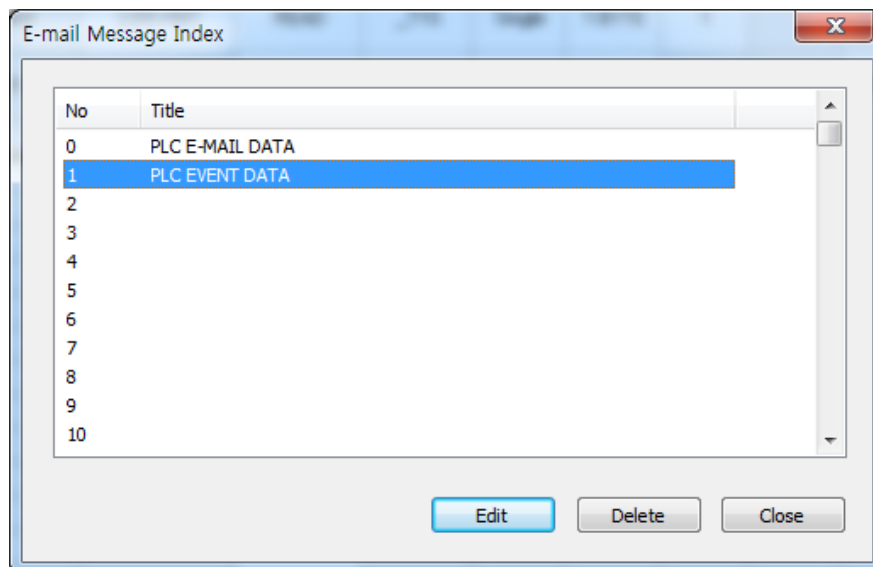 E-mail Message Index
No Title
0 PLC E-MAIL DATA
1 PLC EVENT DATA
2
3
4
5
6
7
8
9
10
Edit Delete Close